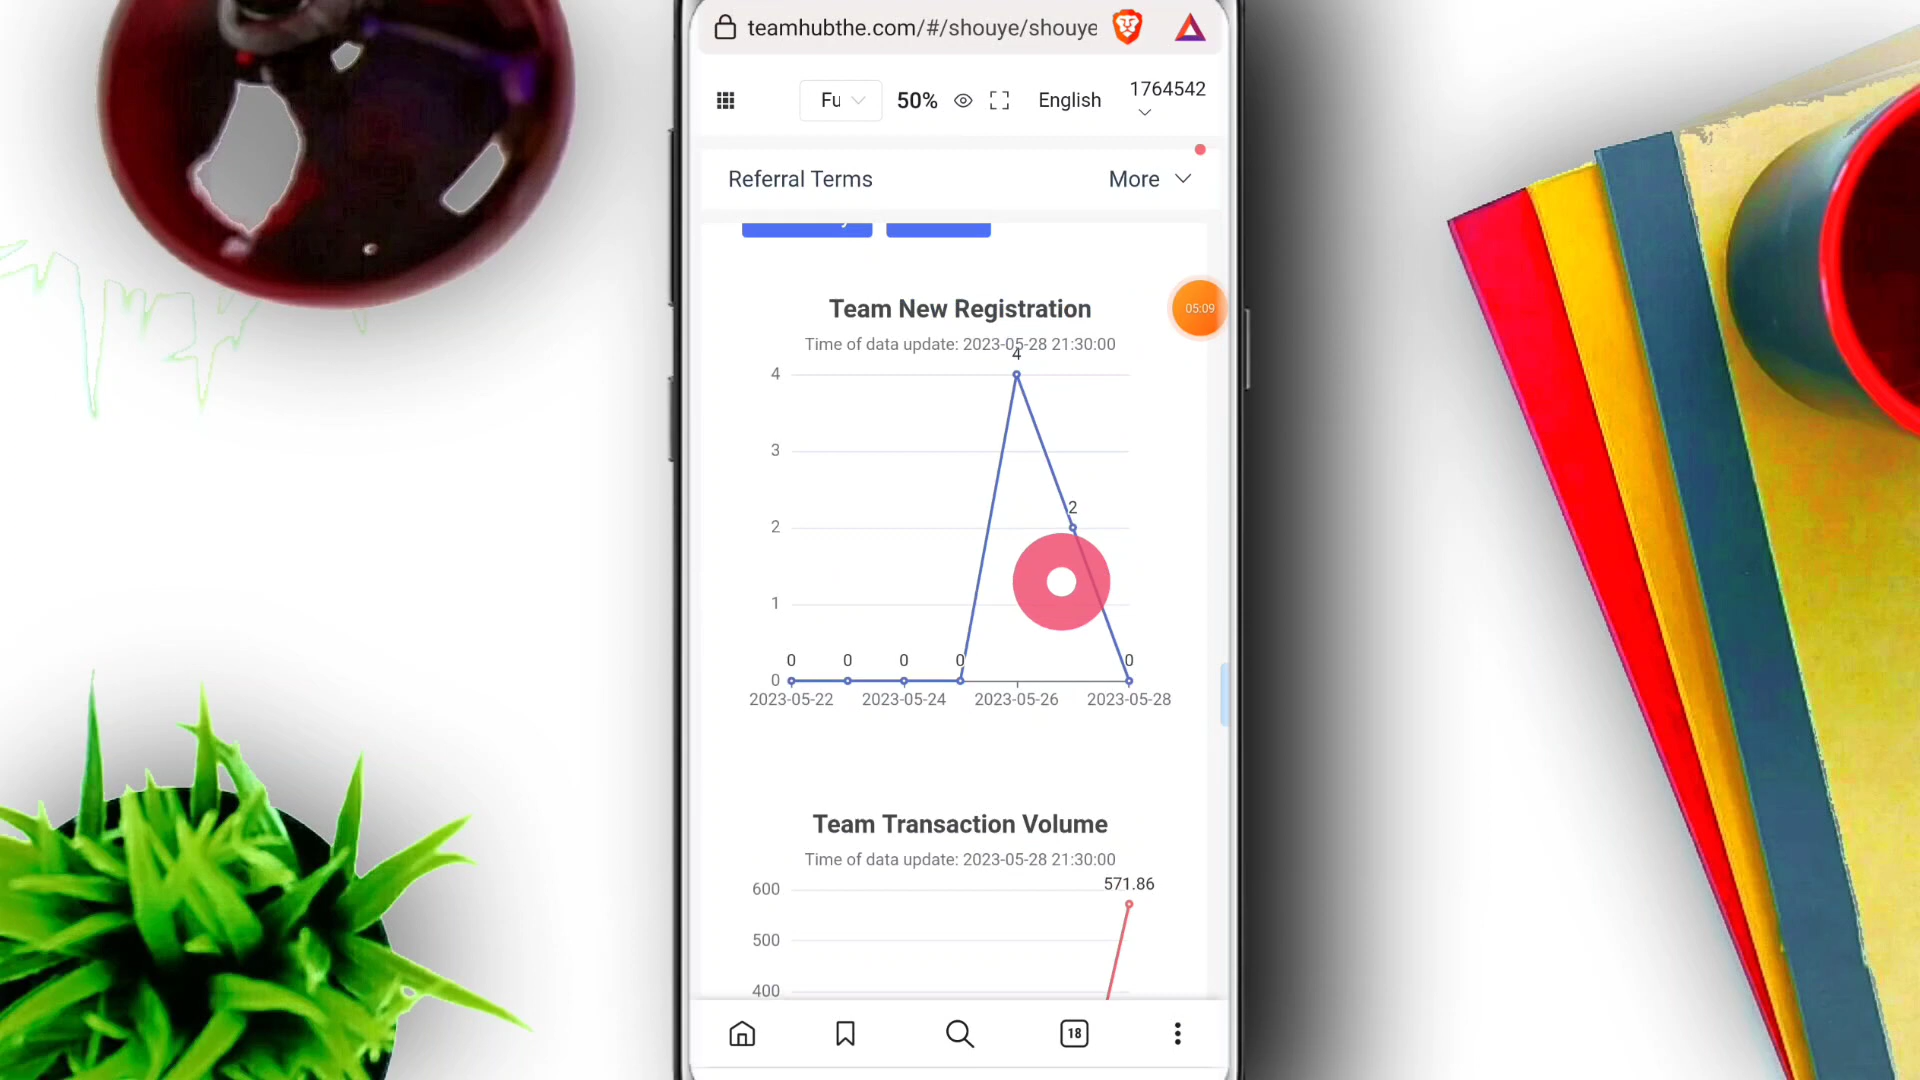 teamhubthe.com/#/shouye/shouye
Fu 50% English 1764542
Referral Terms More
Team New Registration
05:09
Time of data update: 2023-05-28 21:30:00
4
4
3
2
2
1
0 0 0 0 0
0
2023-05-22 2023-05-24 2023-05-26 2023-05-28
Team Transaction Volume
Time of data update: 2023-05-28 21:30:00
571.86
600
500
400
18